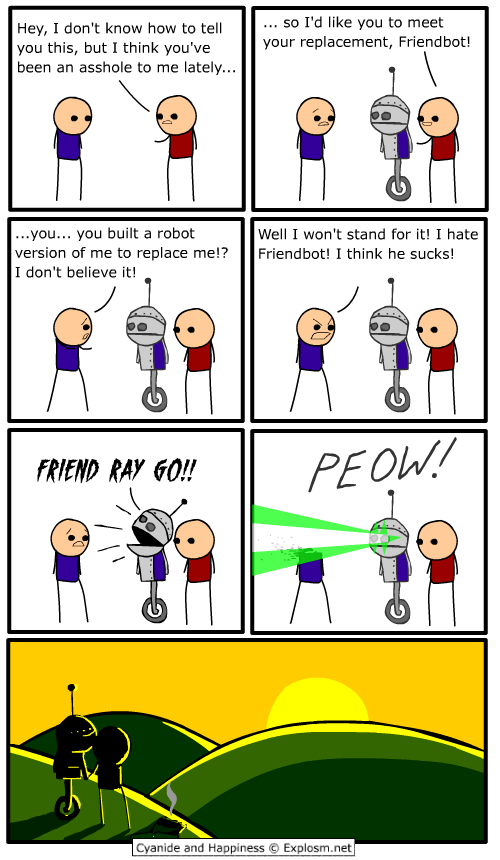 Hey, I don't know how to tell
you this, but I think you've
been an asshole to me lately...
... so I'd like you to meet
your replacement, Friendbot!
...you... you built a robot
version of me to replace me!?
I don't believe it!
Well I won't stand for it! I hate
Friendbot! I think he sucks!
FRIEND RAY GO!!
PEOW!
Cyanide and Happiness © Explosm.net